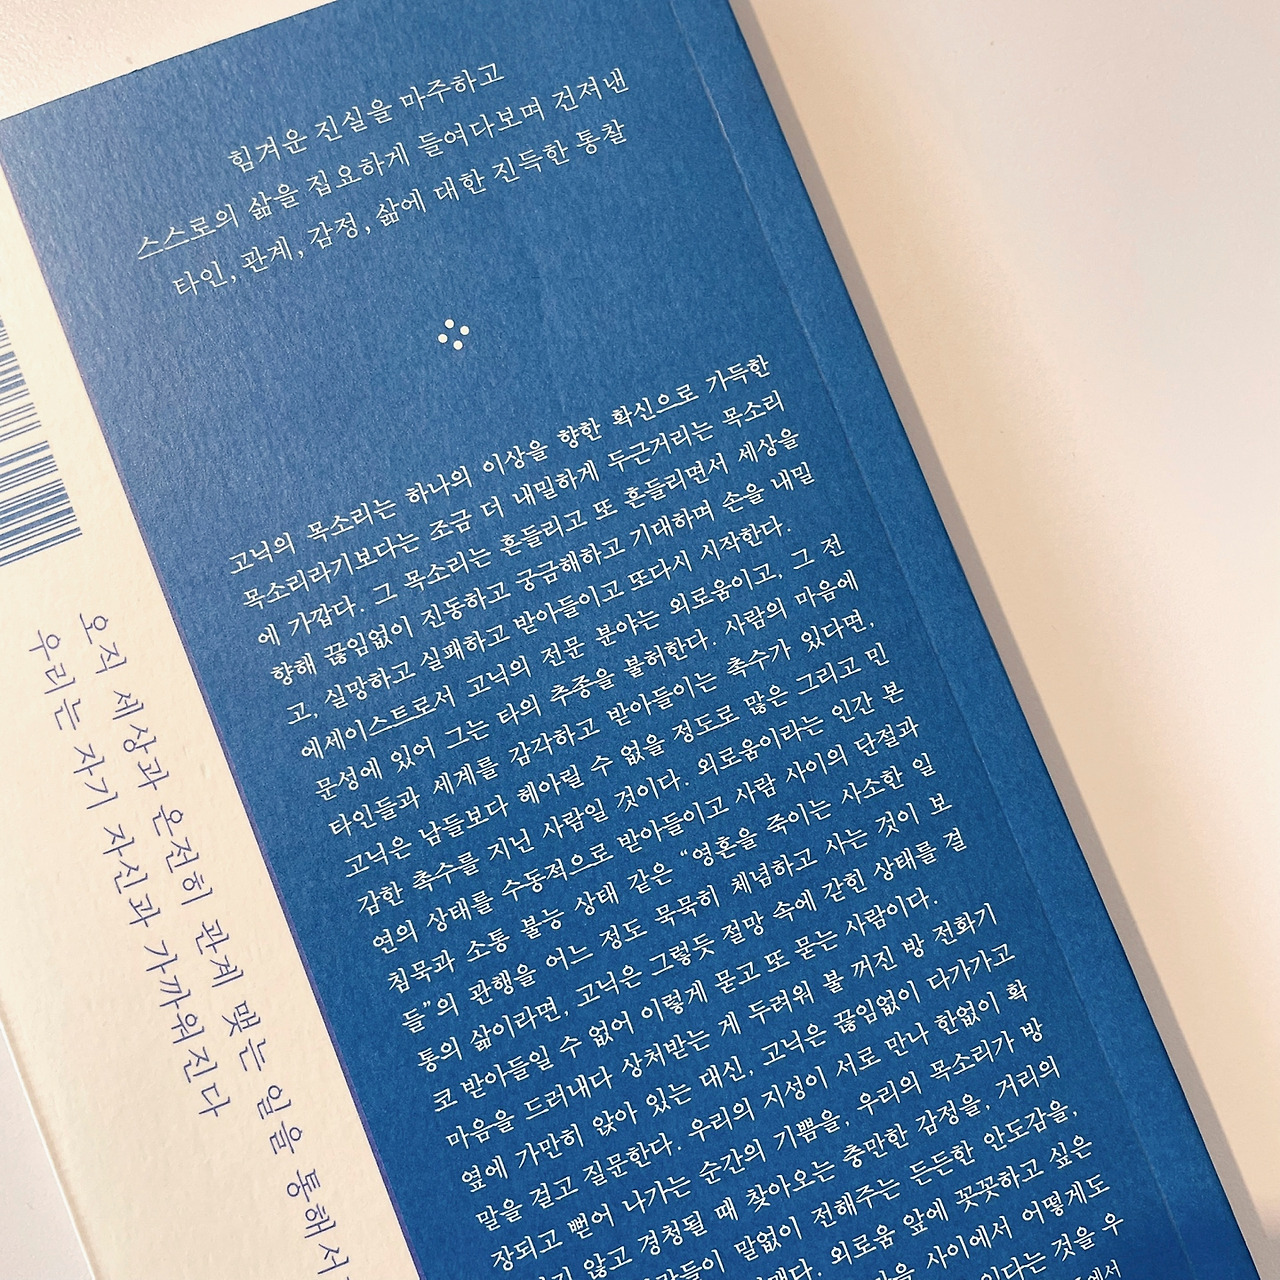 힘겨운 진실을 마주하고
스스로의 삶을 집요하게 들여다보며 건져낸
타인, 관계, 감정, 삶에 대한 진득한 통찰
고닉의 목소리는 하나의 이상을 향한 확신으로 가득한
목소리라기보다는 조금 더 내밀하게 두근거리는 목소리
에 가깝다. 그 목소리는 흔들리고 또 흔들리면서 세상을
향해 끊임없이 진동하고 궁금해하고 기대하며 손을 내밀
고, 실망하고 실패하고 받아들이고 또다시 시작한다.
에세이스트로서 고닉의 전문 분야는 외로움이고, 그 전
문성에 있어 그는 타의 추종을 불허한다. 사람의 마음에
타인들과 세계를 감각하고 받아들이는 촉수가 있다면,
고닉은 남들보다 헤아릴 수 없을 정도로 많은 그리고 민
감한 촉수를 지닌 사람일 것이다. 외로움이라는 인간 본
연의 상태를 수동적으로 받아들이고 사람 사이의 단절과
침묵과 소통 불능 상태 같은 “영혼을 죽이는 사소한 일
들”의 관행을 어느 정도 묵묵히 체념하고 사는 것이 보
통의 삶이라면, 고닉은 그렇듯 절망 속에 갇힌 상태를 결
코 받아들일 수 없어 이렇게 묻고 또 묻는 사람이다.
마음을 드러내다 상처받는 게 두려워 불 꺼진 방 전화기
옆에 가만히 앉아 있는 대신, 고닉은 끊임없이 다가가고
말을 걸고 질문한다. 우리의 지성이 서로 만나 한없이 확
장되고 뻗어 나가는 순간의 기쁨을, 우리의 목소리가 방
않고 경청될 때 찾아오는 충만한 감정을, 거리의
말없이 전해주는 든든한 안도감을,
외로움 앞에 꼿꼿하고 싶은
사이에서 어떻게도
것을 우
오직 세상과 온전히 관계 맺는 일을 통해서
우리는 자기 자신과 가까워진다